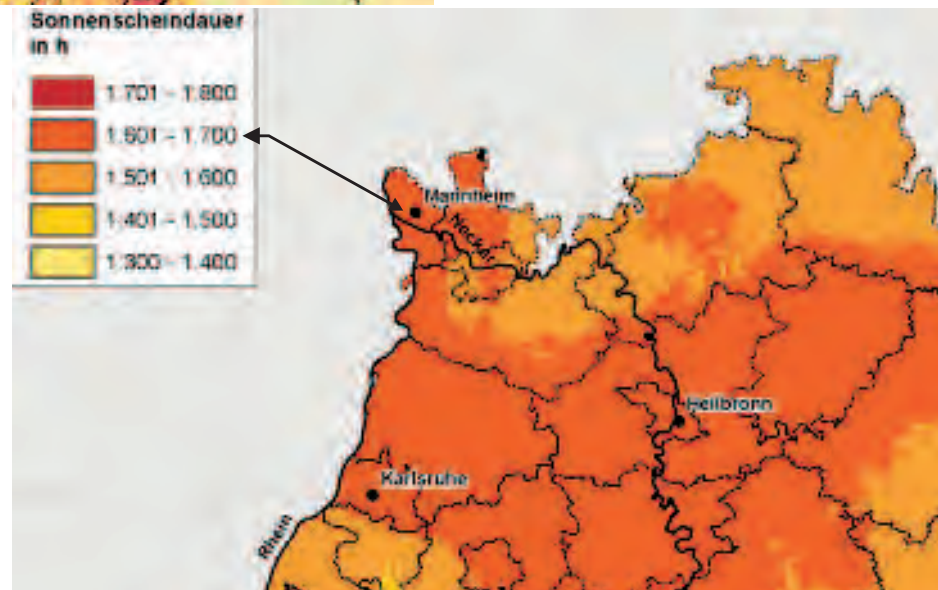 Sonnenscheindauer
in h
1.701 – 1.800
1.601 – 1.700
1.501 – 1.600
1.401 – 1.500
1.300 – 1.400
Mannheim
Neckar
Heilbronn
Karlsruhe
Rhein